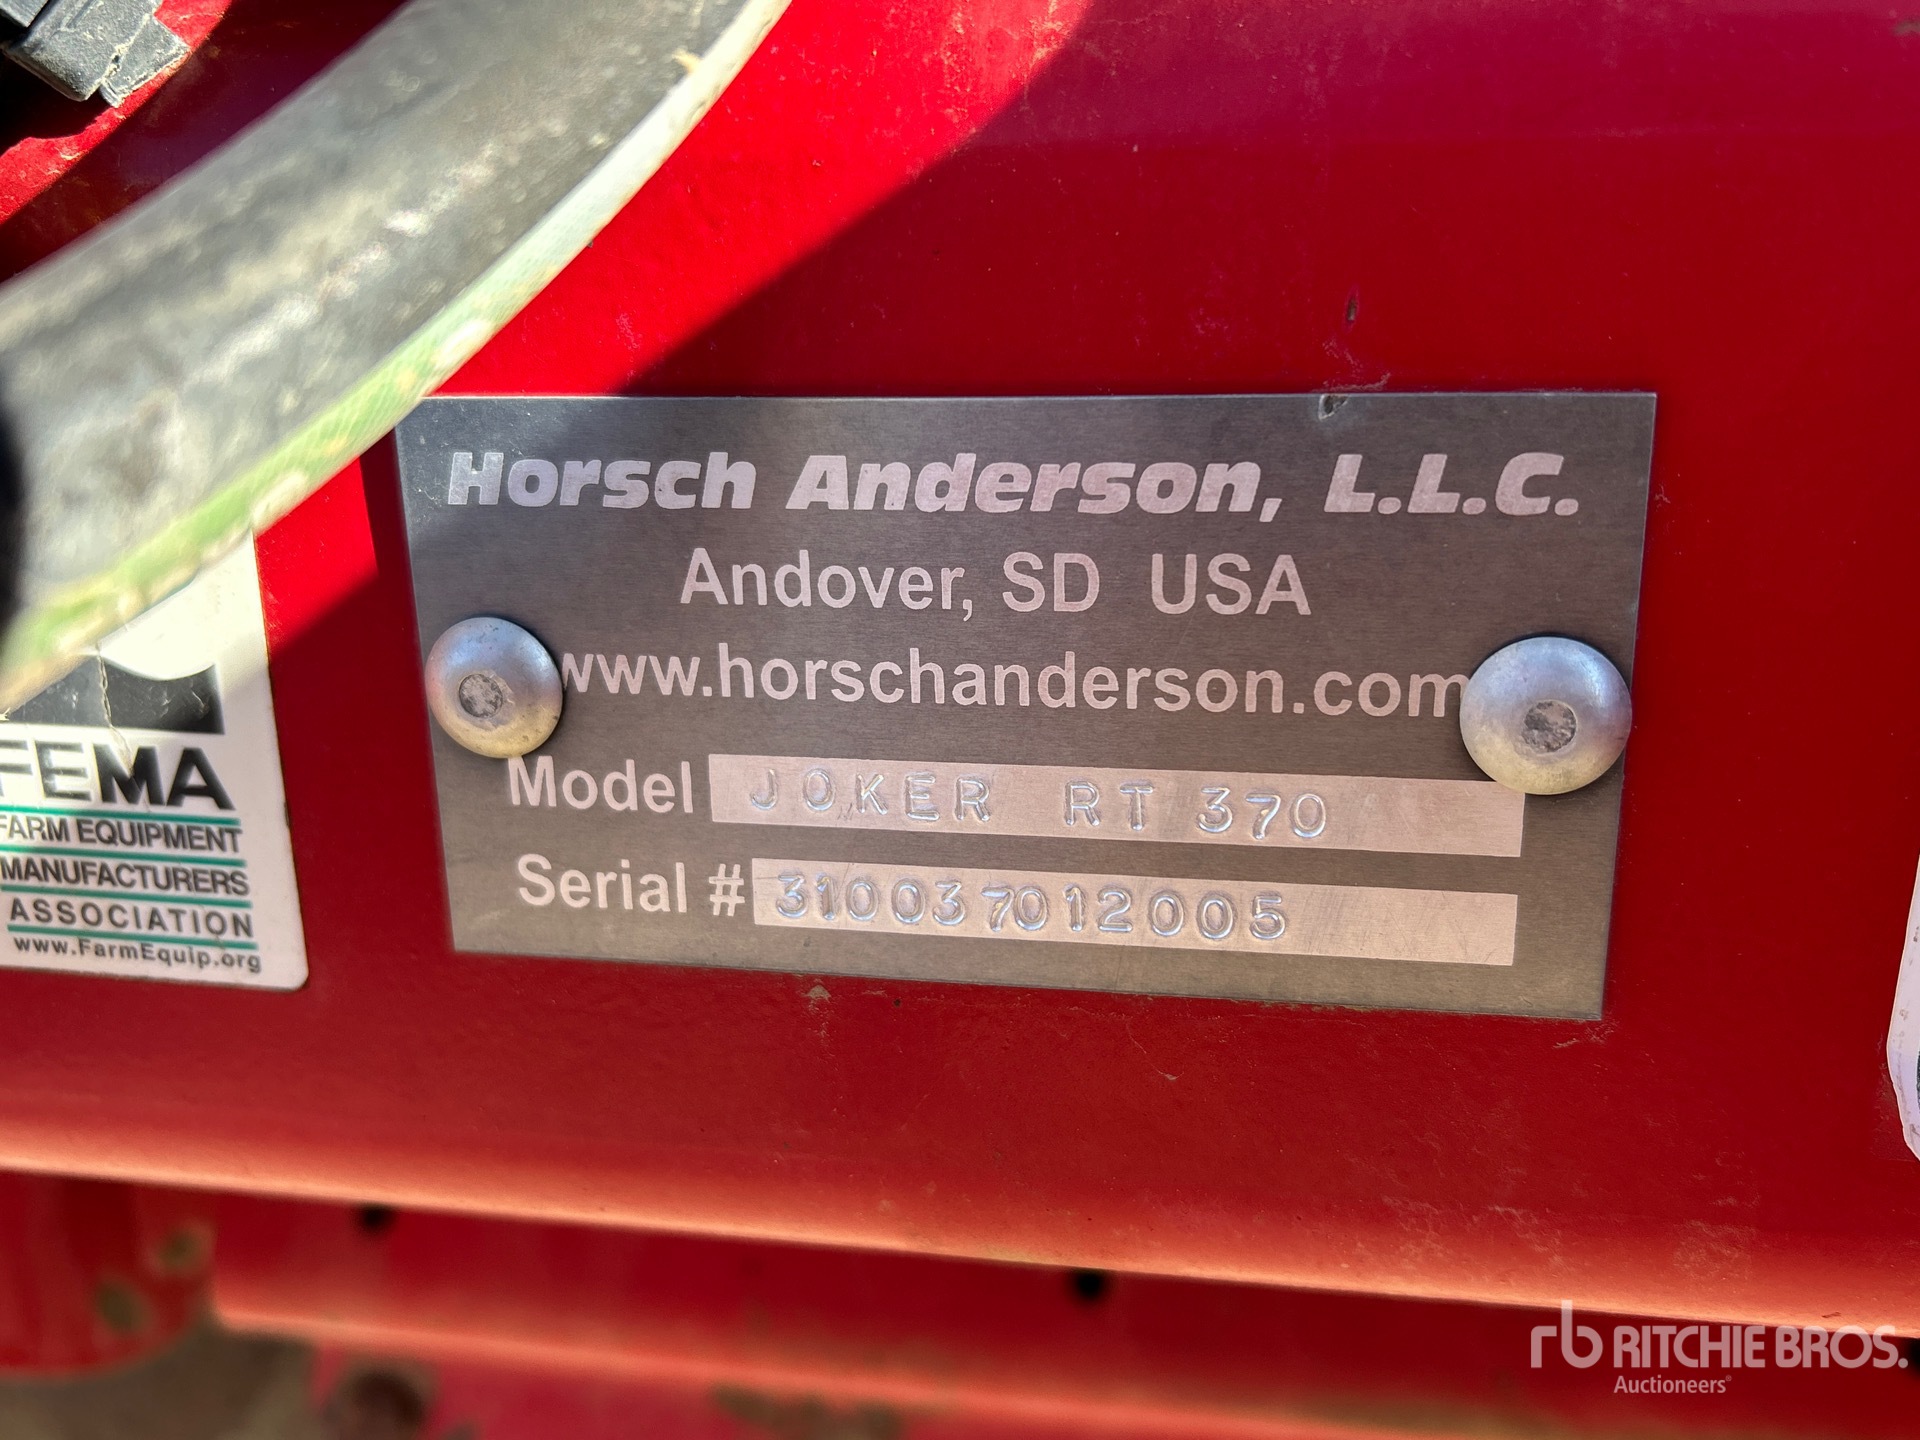 Horsch Anderson, L.L.C.
Andover, SD USA
www.horschanderson.com
Model JOKER RT 370
Serial # 310037012005
FEMA
FARM EQUIPMENT
MANUFACTURERS
ASSOCIATION
www.FarmEquip.org
rb RITCHIE BROS.
Auctioneers®